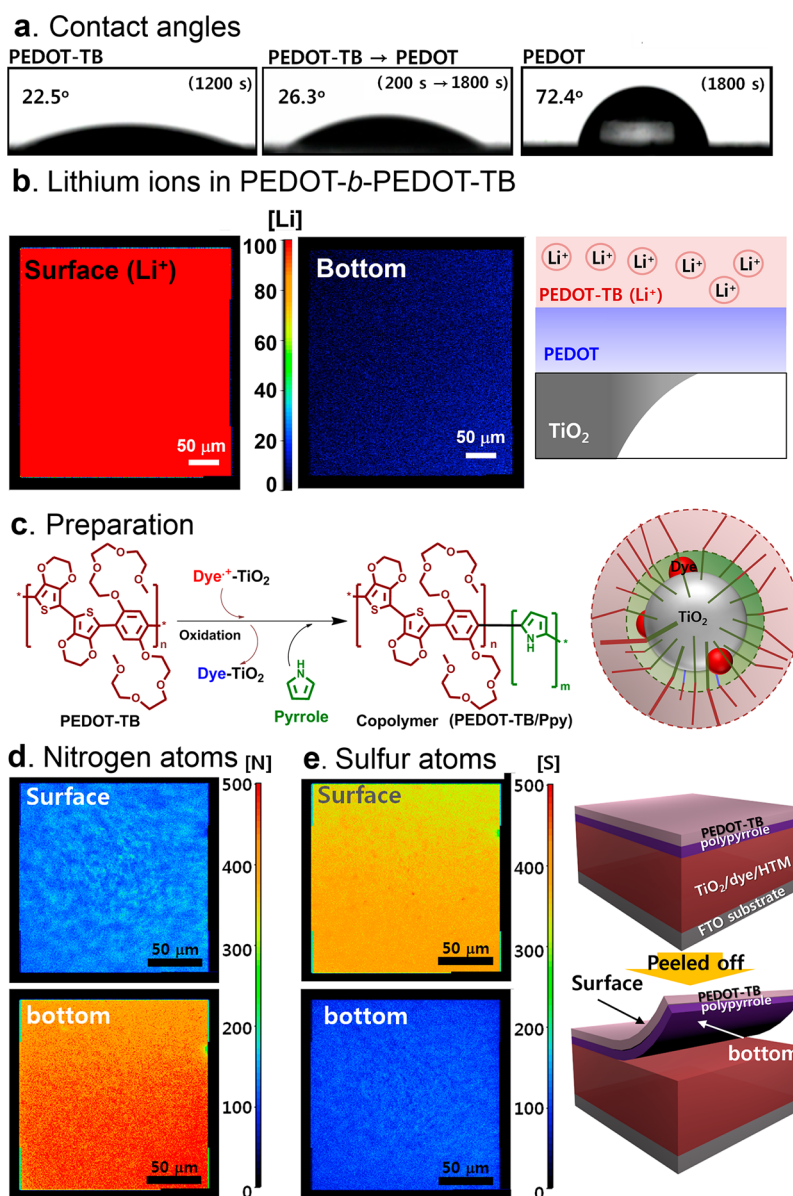 a. Contact angles
PEDOT-TB
22.5º
(1200 s)
PEDOT-TB → PEDOT
26.3º
(200 s → 1800 s)
PEDOT
72.4º
(1800 s)
b. Lithium ions in PEDOT-b-PEDOT-TB
Surface (Li⁺)
50 μm
[Li]
100
80
60
40
20
0
Bottom
50 μm
Li⁺ Li⁺ Li⁺ Li⁺ Li⁺
Li⁺
PEDOT-TB (Li⁺)
PEDOT
TiO₂
c. Preparation
* S O O O O O O O O S O O O O O O n *
PEDOT-TB
Dye•⁺-TiO₂
Oxidation
Dye-TiO₂
H
N
Pyrrole
* S O O O O O O O O S O O O O O O n H N m *
Copolymer (PEDOT-TB/Ppy)
Dye
TiO₂
d. Nitrogen atoms
[N]
Surface
50 μm
bottom
50 μm
500
400
300
200
100
0
e. Sulfur atoms
[S]
Surface
50 μm
bottom
50 μm
500
400
300
200
100
0
PEDOT-TB
polypyrrole
TiO₂/dye/HTM
FTO substrate
Peeled off
Surface
PEDOT-TB
polypyrrole
bottom